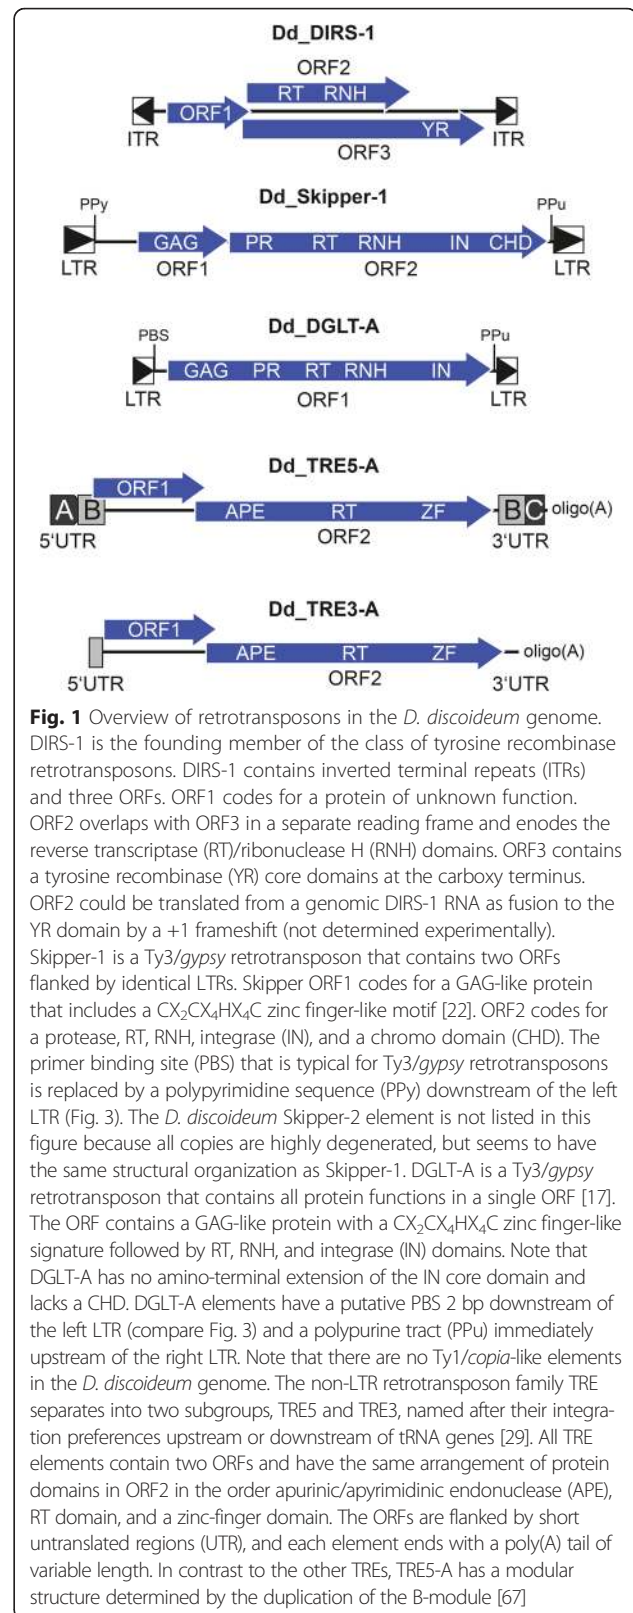 Dd_DIRS-1
ORF2
RT RNH
ORF1
YR
ITR ITR
ORF3
Dd_Skipper-1
PPy PPu
GAG PR RT RNH IN CHD
LTR ORF1 ORF2 LTR
Dd_DGLT-A
PBS PPu
GAG PR RT RNH IN
LTR ORF1 LTR
Dd_TRE5-A
ORF1
A B APE RT ZF B C oligo(A)
5'UTR ORF2 3'UTR
Dd_TRE3-A
ORF1
APE RT ZF oligo(A)
5'UTR ORF2 3'UTR
Fig. 1 Overview of retrotransposons in the D. discoideum genome.
DIRS-1 is the founding member of the class of tyrosine recombinase
retrotransposons. DIRS-1 contains inverted terminal repeats (ITRs)
and three ORFs. ORF1 codes for a protein of unknown function.
ORF2 overlaps with ORF3 in a separate reading frame and enodes the
reverse transcriptase (RT)/ribonuclease H (RNH) domains. ORF3 contains
a tyrosine recombinase (YR) core domains at the carboxy terminus.
ORF2 could be translated from a genomic DIRS-1 RNA as fusion to the
YR domain by a +1 frameshift (not determined experimentally).
Skipper-1 is a Ty3/gypsy retrotransposon that contains two ORFs
flanked by identical LTRs. Skipper ORF1 codes for a GAG-like protein
that includes a CX₂CX₄HX₄C zinc finger-like motif [22]. ORF2 codes for
a protease, RT, RNH, integrase (IN), and a chromo domain (CHD). The
primer binding site (PBS) that is typical for Ty3/gypsy retrotransposons
is replaced by a polypyrimidine sequence (PPy) downstream of the left
LTR (Fig. 3). The D. discoideum Skipper-2 element is not listed in this
figure because all copies are highly degenerated, but seems to have
the same structural organization as Skipper-1. DGLT-A is a Ty3/gypsy
retrotransposon that contains all protein functions in a single ORF [17].
The ORF contains a GAG-like protein with a CX₂CX₄HX₄C zinc finger-like
signature followed by RT, RNH, and integrase (IN) domains. Note that
DGLT-A has no amino-terminal extension of the IN core domain and
lacks a CHD. DGLT-A elements have a putative PBS 2 bp downstream of
the left LTR (compare Fig. 3) and a polypurine tract (PPu) immediately
upstream of the right LTR. Note that there are no Ty1/copia-like elements
in the D. discoideum genome. The non-LTR retrotransposon family TRE
separates into two subgroups, TRE5 and TRE3, named after their integra-
tion preferences upstream or downstream of tRNA genes [29]. All TRE
elements contain two ORFs and have the same arrangement of protein
domains in ORF2 in the order apurinic/apyrimidinic endonuclease (APE),
RT domain, and a zinc-finger domain. The ORFs are flanked by short
untranslated regions (UTR), and each element ends with a poly(A) tail of
variable length. In contrast to the other TREs, TRE5-A has a modular
structure determined by the duplication of the B-module [67]